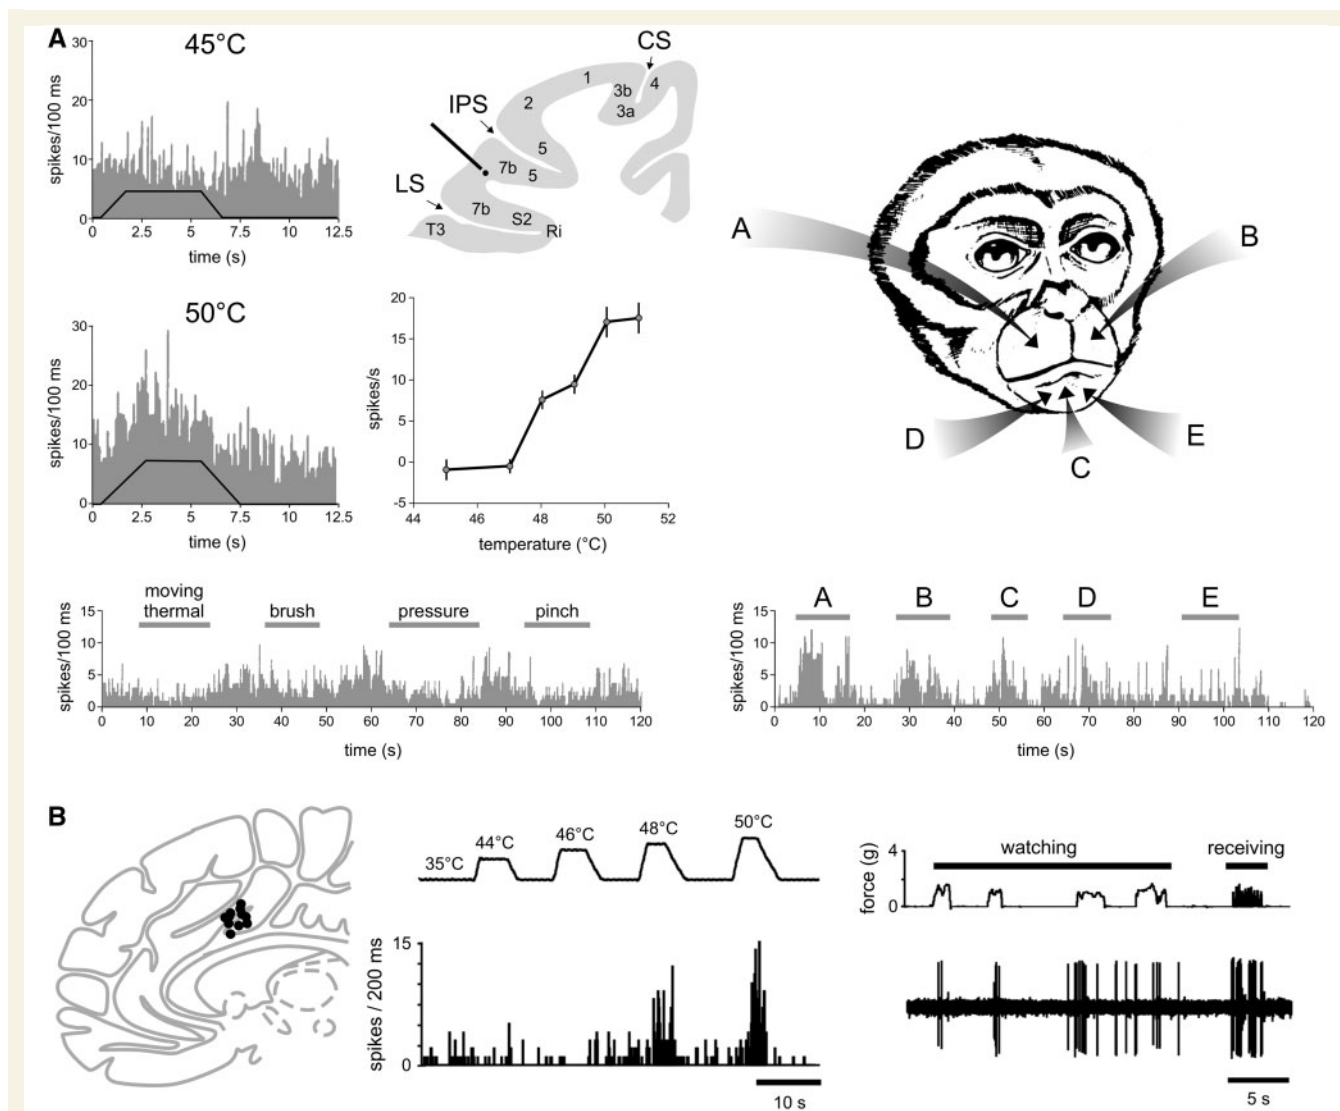 A
45°C
30
20
10
0
spikes/100 ms
0 2.5 5 7.5 10 12.5
time (s)
CS
1
4
3b
3a
2
IPS
5
7b
5
LS
7b
S2
T3
Ri
50°C
30
20
10
0
spikes/100 ms
0 2.5 5 7.5 10 12.5
time (s)
20
15
10
5
0
-5
spikes/s
44 46 48 50 52
temperature (°C)
A
B
D
C
E
moving
thermal
brush
pressure
pinch
15
10
5
0
spikes/100 ms
0 10 20 30 40 50 60 70 80 90 100 110 120
time (s)
A B C D E
15
10
5
0
spikes/100 ms
0 10 20 30 40 50 60 70 80 90 100 110 120
time (s)
B
35°C
44°C
46°C
48°C
50°C
15
0
spikes / 200 ms
10 s
watching
receiving
4
0
force (g)
5 s